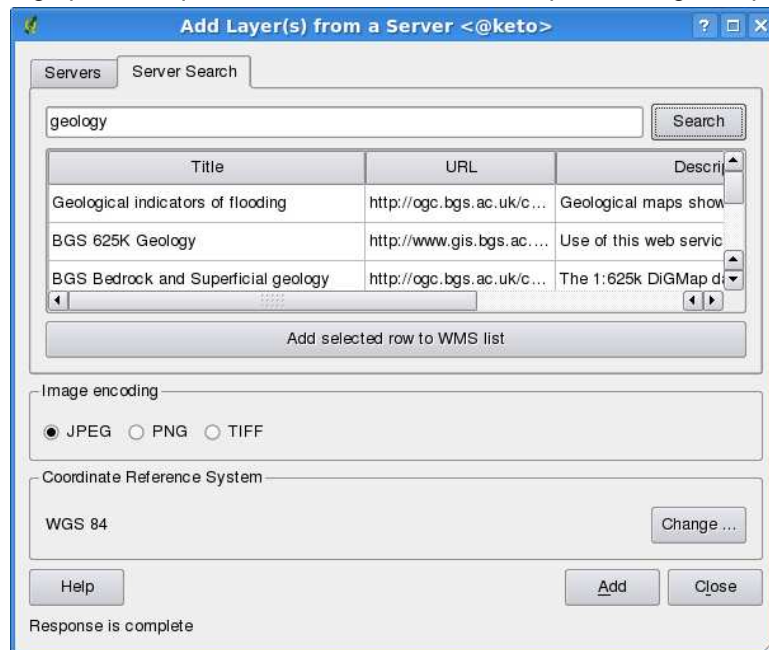 Add Layer(s) from a Server <@keto>
Servers Server Search
geology Search
Title URL Descrip
Geological indicators of flooding http://ogc.bgs.ac.uk/c... Geological maps show
BGS 625K Geology http://www.gis.bgs.ac.... Use of this web servic
BGS Bedrock and Superficial geology http://ogc.bgs.ac.uk/c... The 1:625k DiGMap da
Add selected row to WMS list
Image encoding
JPEG PNG TIFF
Coordinate Reference System
WGS 84 Change ...
Help Add Close
Response is complete